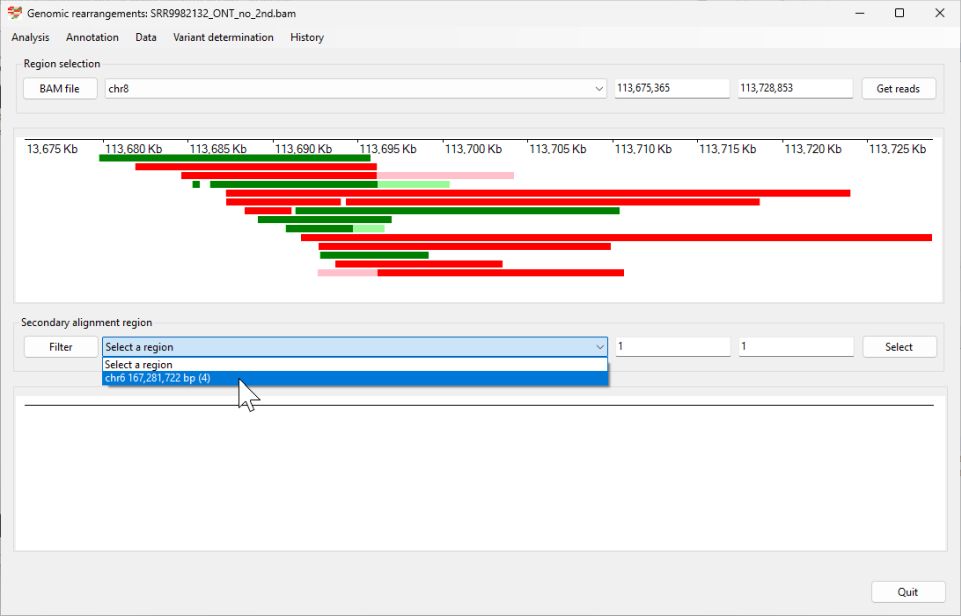 Genomic rearrangements: SRR9982132_ONT_no_2nd.bam
Analysis Annotation Data Variant determination History
Region selection
BAM file chr8 113,675,365 113,728,853 Get reads
13,675 Kb 113,680 Kb 113,685 Kb 113,690 Kb 113,695 Kb 113,700 Kb 113,705 Kb 113,710 Kb 113,715 Kb 113,720 Kb 113,725 Kb
Secondary alignment region
Filter Select a region 1 1 Select
Select a region
chr6 167,281,722 bp (4)
Quit